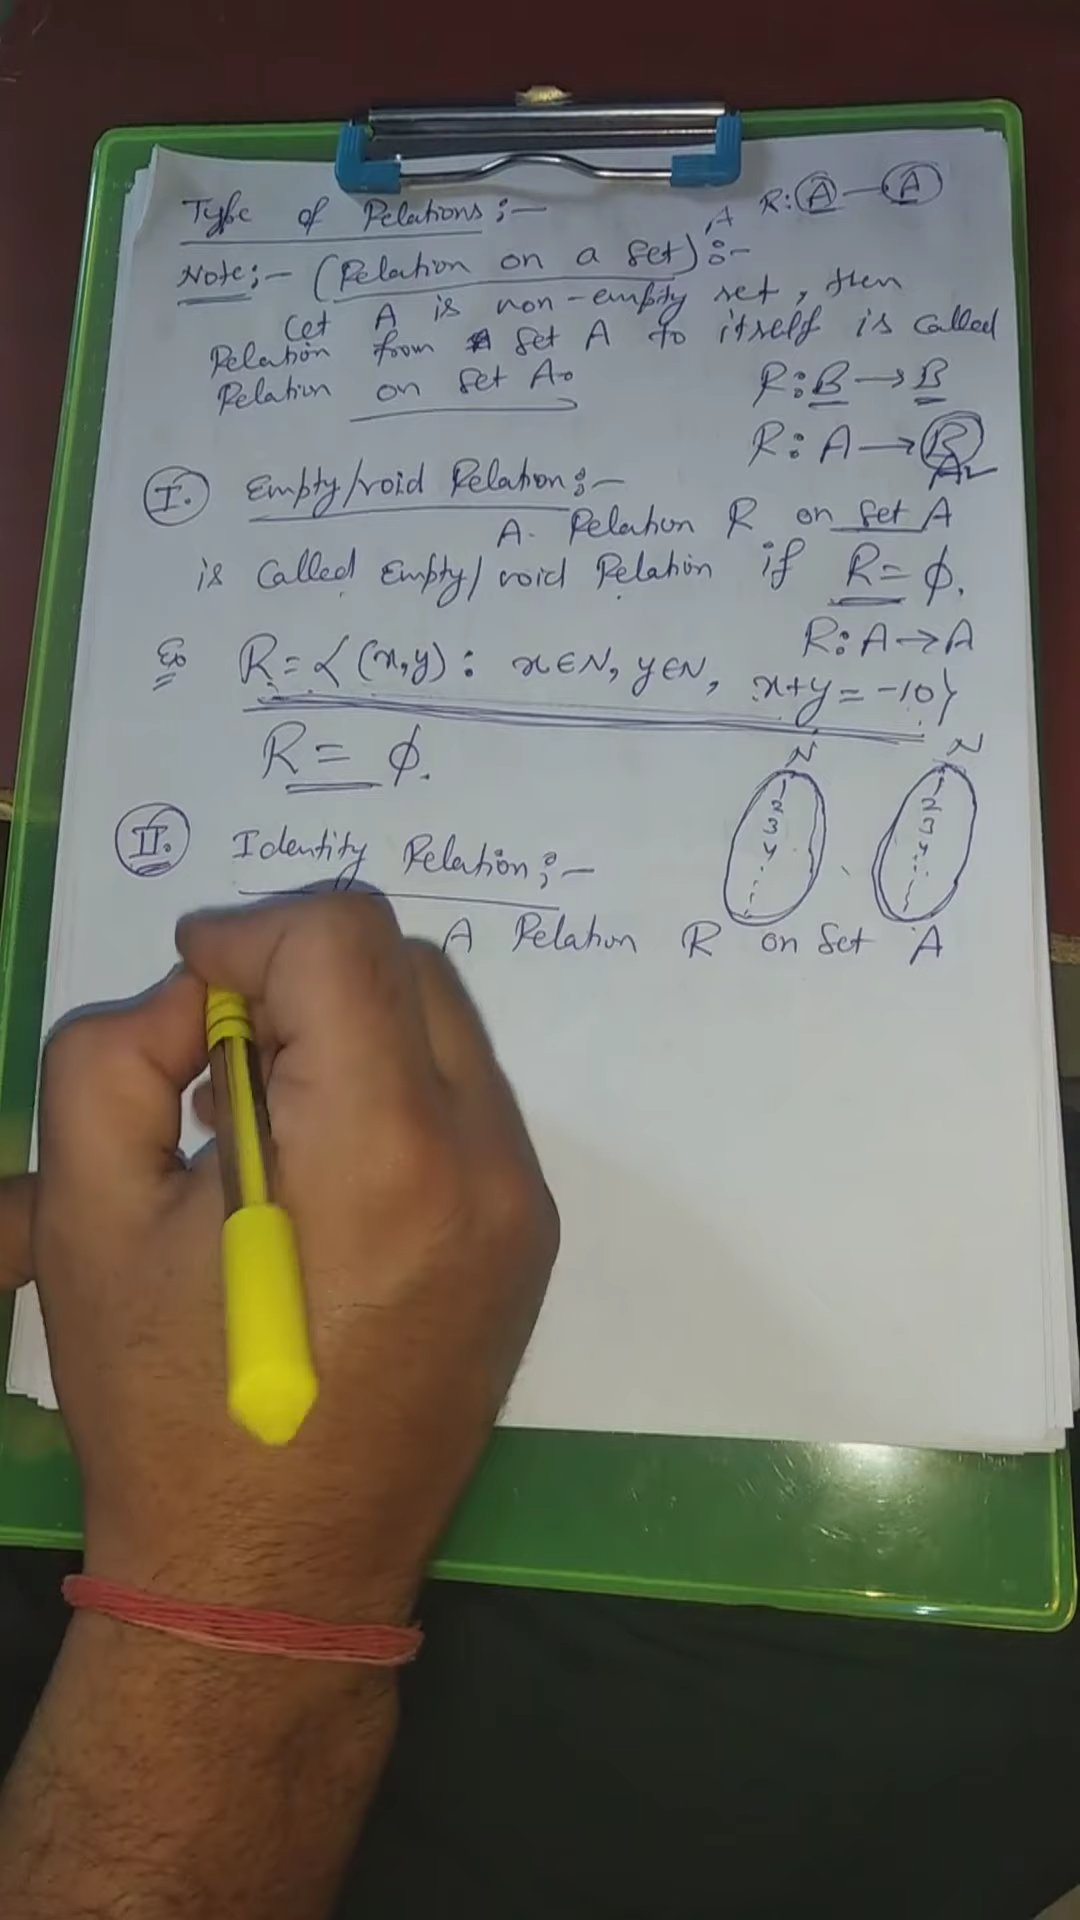 Type of Relations :-
R: A — A
Note:- (Relation on a set) :-
A
Let A is non-empty set, then
Relation from set A to itself is called
Relation on set A.
R: B → B
R: A → B
A
I. Empty/void Relation :-
A Relation R on set A
is called Empty/void Relation if R = φ.
R: A → A
Ex R = { (x,y) : x∈N, y∈N, x+y = -10}
R = φ.
N N
1 1
2 2
3 3
4 4
II. Identity Relation :-
A Relation R on set A